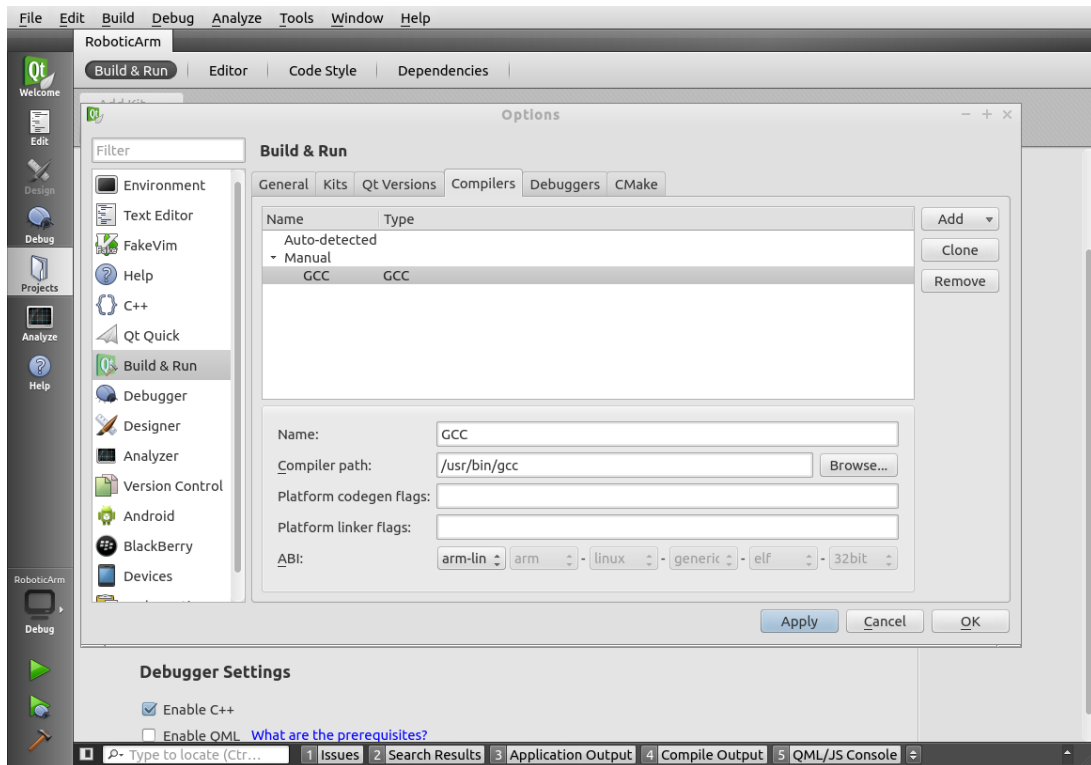 File Edit Build Debug Analyze Tools Window Help
RoboticArm
Build & Run Editor Code Style Dependencies
Qt
Welcome
Edit
Design
Debug
Projects
Analyze
Help
RoboticArm
Debug
Options
Filter
Environment
Text Editor
FakeVim
Help
C++
Qt Quick
Build & Run
Debugger
Designer
Analyzer
Version Control
Android
BlackBerry
Devices
Build & Run
General Kits Qt Versions Compilers Debuggers CMake
Name Type
Auto-detected
Manual
GCC GCC
Add
Clone
Remove
Name: GCC
Compiler path: /usr/bin/gcc Browse...
Platform codegen flags:
Platform linker flags:
ABI: arm-lin arm - linux - generic - elf - 32bit
Apply Cancel OK
Debugger Settings
Enable C++
Enable QML What are the prerequisites?
Type to locate (Ctr... 1 Issues 2 Search Results 3 Application Output 4 Compile Output 5 QML/JS Console